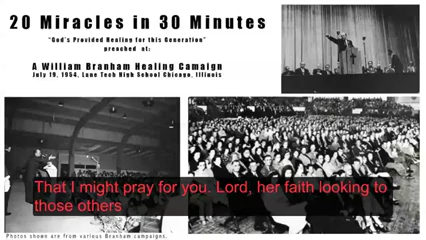 20 Miracles in 30 Minutes
"God's Provided Healing for this Generation"
preached at:
A William Branham Healing Camaign
July 19, 1954, Lane Tech High School Chicago, Illinois
That I might pray for you. Lord, her faith looking to
those others
Photos shown are from various Branham campaigns.